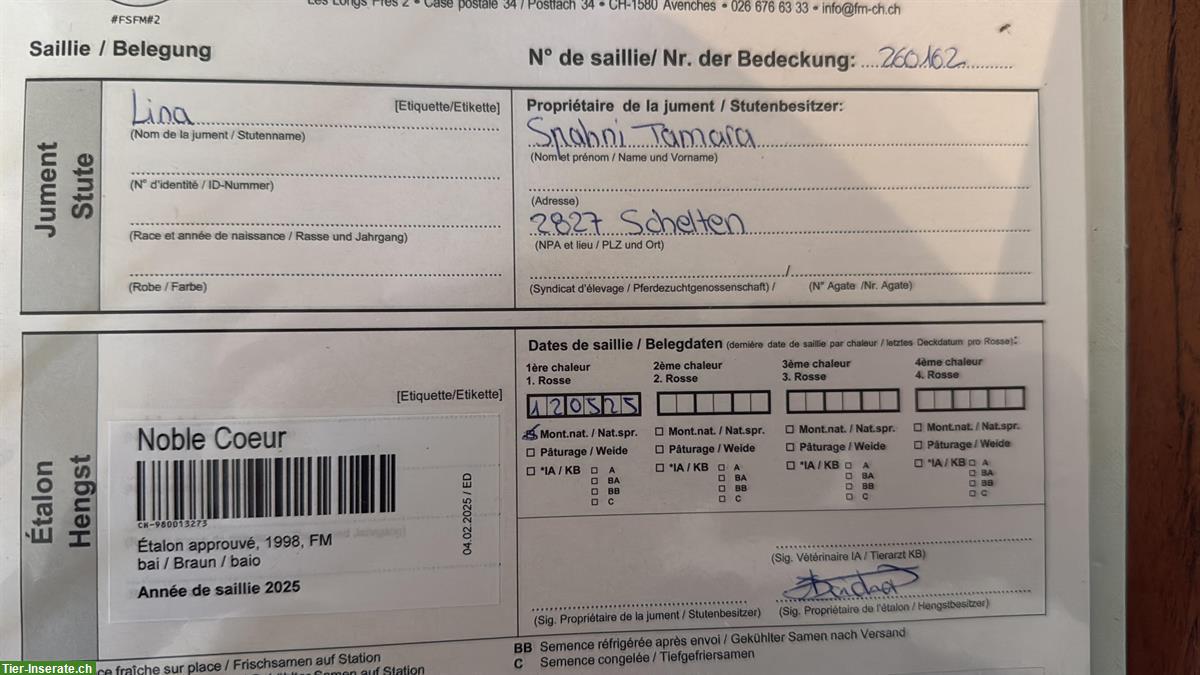 #FSFM#2
Les Longs Prés 2 • Case postale 34 / Postfach 34 • CH-1580 Avenches • 026 676 63 33 • info@fm-ch.ch
Saillie / Belegung
N° de saillie/ Nr. der Bedeckung: 260162
Jument
Stute
Lina
[Etiquette/Etikette]
(Nom de la jument / Stutenname)
(N° d'identité / ID-Nummer)
(Race et année de naissance / Rasse und Jahrgang)
(Robe / Farbe)
Propriétaire de la jument / Stutenbesitzer:
Spahni Tamara
(Nom et prénom / Name und Vorname)
(Adresse)
2827 Schelten
(NPA et lieu / PLZ und Ort)
/
(Syndicat d'élevage / Pferdezuchtgenossenschaft) / (N° Agate /Nr. Agate)
Étalon
Hengst
[Etiquette/Etikette]
Noble Coeur
CH-980013273
Étalon approuvé, 1998, FM
bai / Braun / baio
Année de saillie 2025
04.02.2025 / ED
Dates de saillie / Belegdaten (dernière date de saillie par chaleur / letztes Deckdatum pro Rosse):
1ère chaleur 2ème chaleur 3ème chaleur 4ème chaleur
1. Rosse 2. Rosse 3. Rosse 4. Rosse
120525
Mont.nat. / Nat.spr. Mont.nat. / Nat.spr. Mont.nat. / Nat.spr. Mont.nat. / Nat.spr.
Pâturage / Weide Pâturage / Weide Pâturage / Weide Pâturage / Weide
*IA / KB A *IA / KB A *IA / KB A *IA / KB A
BA BA BA BA
BB BB BB BB
C C C C
(Sig. Vétérinaire IA / Tierarzt KB)
(Sig. Propriétaire de la jument / Stutenbesitzer)
(Sig. Propriétaire de l'étalon / Hengstbesitzer)
BB Semence réfrigérée après envoi / Gekühlter Samen nach Versand
C Semence congelée / Tiefgefriersamen
ce fraîche sur place / Frischsamen auf Station
Samen auf Station
Tier-Inserate.ch